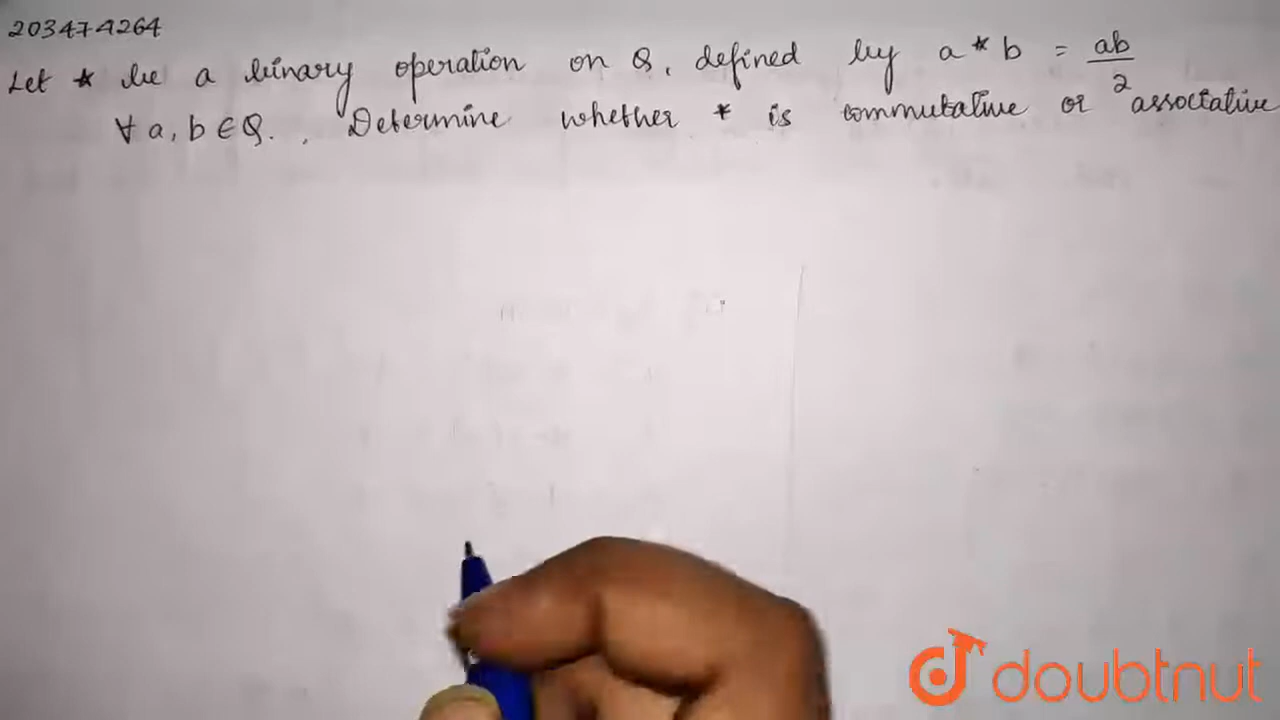 203474264
Let * be a binary operation on Q, defined by a * b = ab/2
∀ a, b ∈ Q. , Determine whether * is commutative or associative
doubtnut